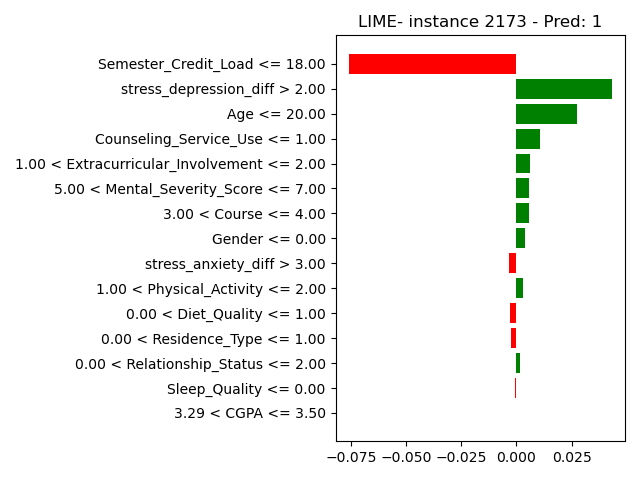 LIME- instance 2173 - Pred: 1
Semester_Credit_Load <= 18.00
stress_depression_diff > 2.00
Age <= 20.00
Counseling_Service_Use <= 1.00
1.00 < Extracurricular_Involvement <= 2.00
5.00 < Mental_Severity_Score <= 7.00
3.00 < Course <= 4.00
Gender <= 0.00
stress_anxiety_diff > 3.00
1.00 < Physical_Activity <= 2.00
0.00 < Diet_Quality <= 1.00
0.00 < Residence_Type <= 1.00
0.00 < Relationship_Status <= 2.00
Sleep_Quality <= 0.00
3.29 < CGPA <= 3.50
−0.075 −0.050 −0.025 0.000 0.025